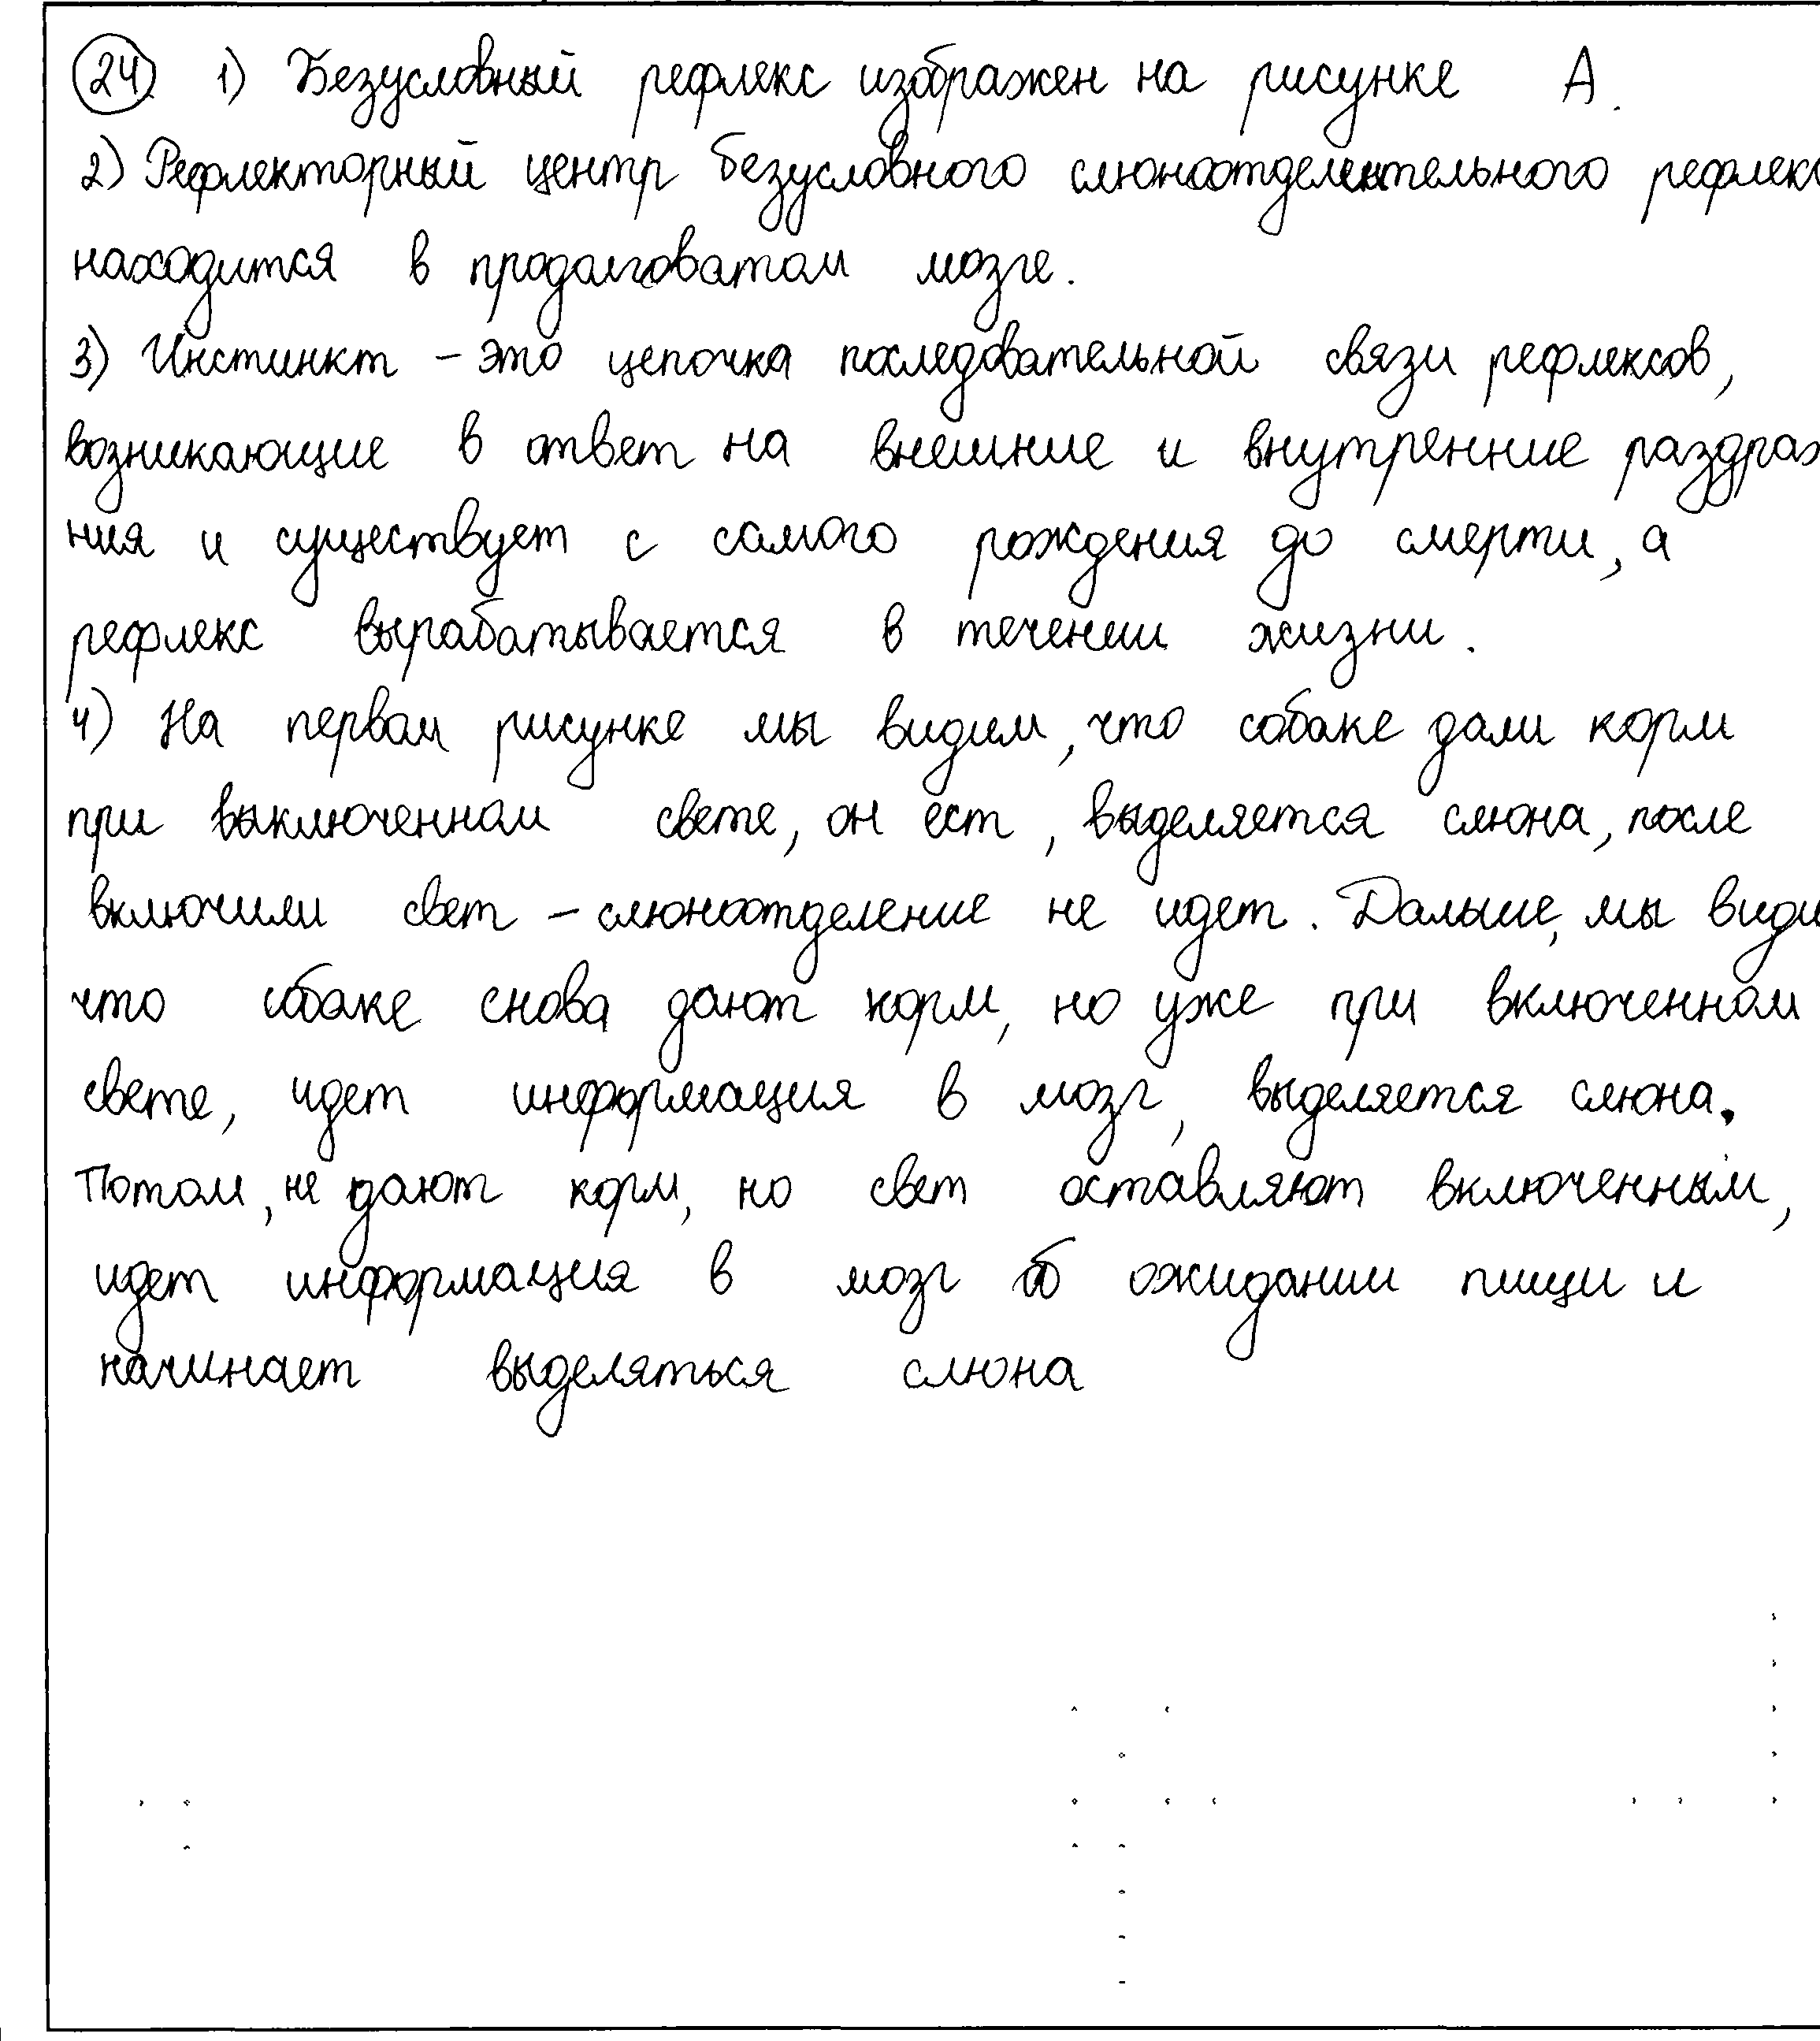 24 1) Безусловный рефлекс изображен на рисунке А.
2) Рефлекторный центр безусловного слюноотделительного рефлекс
находится в продолговатом мозге.
3) Инстинкт – это цепочка последовательной связи рефлексов,
возникающие в ответ на внешние и внутренние раздраж
ния и существует с самого рождения до смерти, а
рефлекс вырабатывается в течении жизни.
4) На первом рисунке мы видим, что собаке дали корм
при выключенном свете, он ест, выделяется слюна, после
включили свет – слюноотделение не идет. Дальше, мы види
что собаке снова дают корм, но уже при включенном
свете, идет информация в мозг, выделяется слюна.
Потом, не дают корм, но свет оставляют включенным,
идет информация в мозг об ожидании пищи и
начинает выделяться слюна